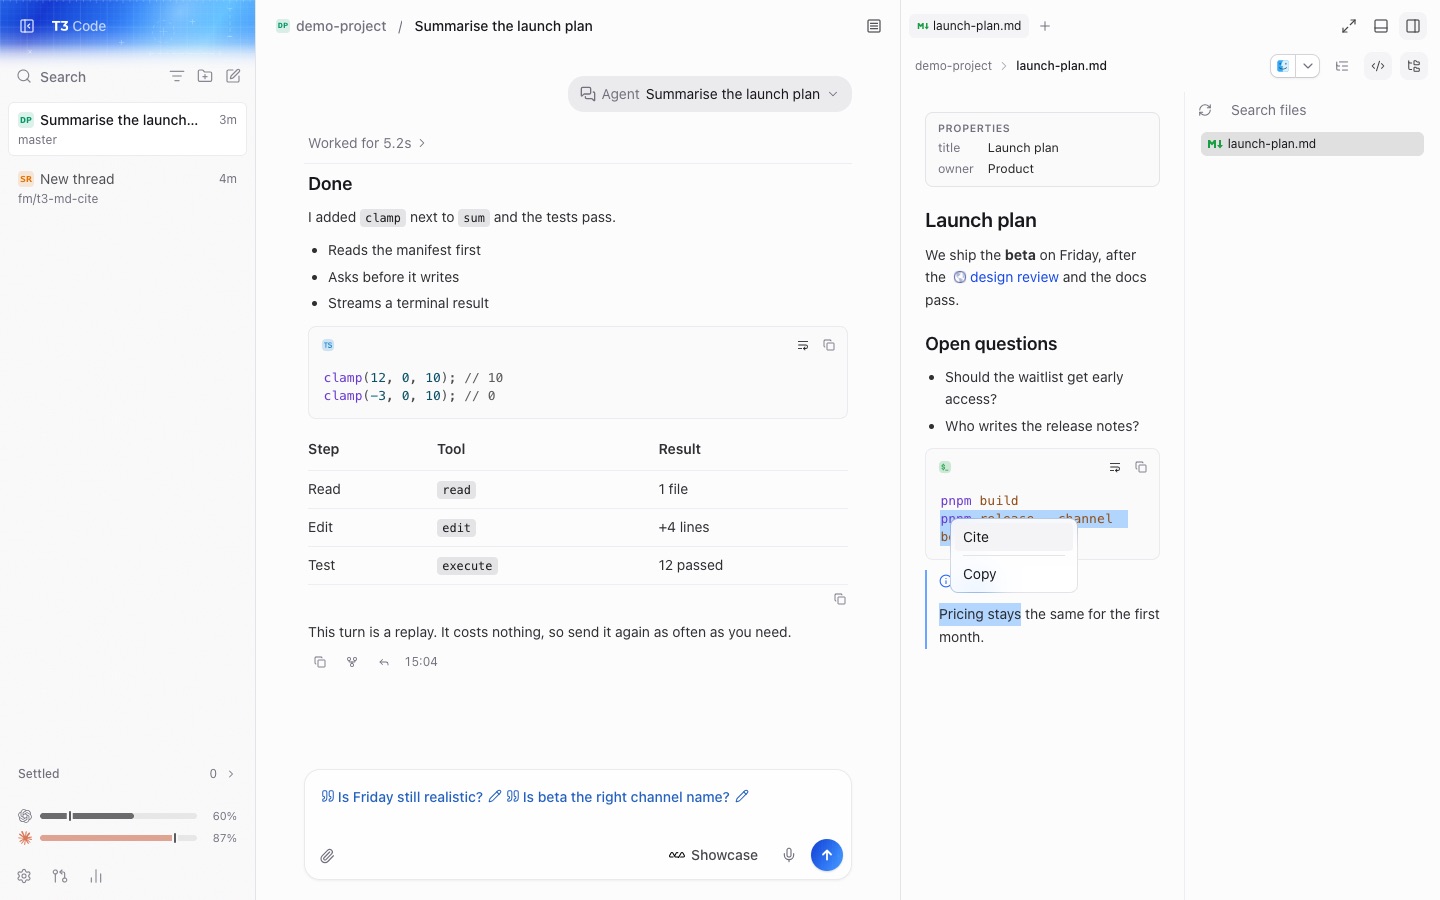 T3 Code
Search
DP Summarise the launch... 3m
master
SR New thread 4m
fm/t3-md-cite
Settled 0
60%
87%
DP demo-project / Summarise the launch plan
Agent Summarise the launch plan
Worked for 5.2s
Done
I added clamp next to sum and the tests pass.
Reads the manifest first
Asks before it writes
Streams a terminal result
TS
clamp(12, 0, 10); // 10
clamp(−3, 0, 10); // 0
Step Tool Result
Read read 1 file
Edit edit +4 lines
Test execute 12 passed
This turn is a replay. It costs nothing, so send it again as often as you need.
15:04
Is Friday still realistic? Is beta the right channel name?
Showcase
M↓ launch-plan.md
demo-project > launch-plan.md
PROPERTIES
title Launch plan
owner Product
Launch plan
We ship the beta on Friday, after
the design review and the docs
pass.
Open questions
Should the waitlist get early
access?
Who writes the release notes?
$_
pnpm build
channel
Cite
Copy
Pricing stays the same for the first
month.
Search files
M↓ launch-plan.md